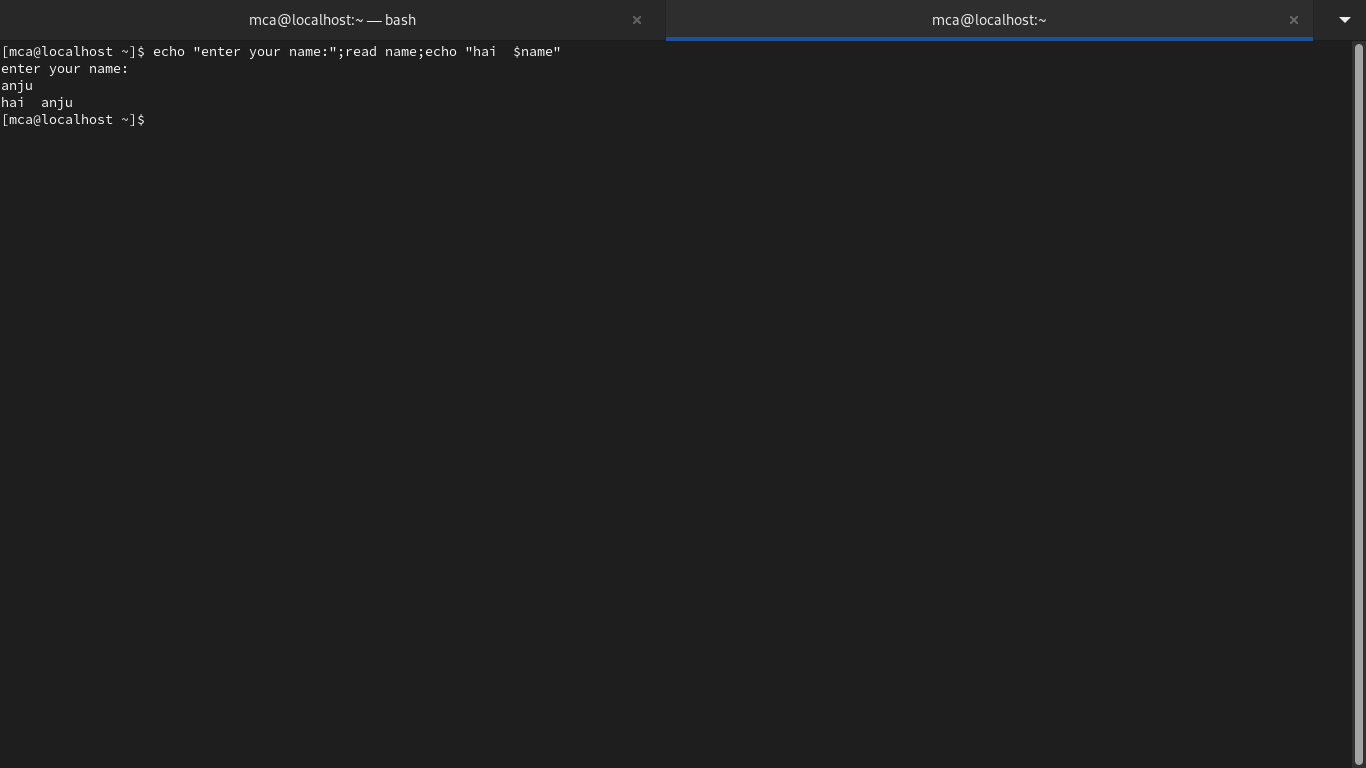 mca@localhost:~ — bash
mca@localhost:~
[mca@localhost ~]$ echo "enter your name:";read name;echo "hai  $name"
enter your name:
anju
hai  anju
[mca@localhost ~]$